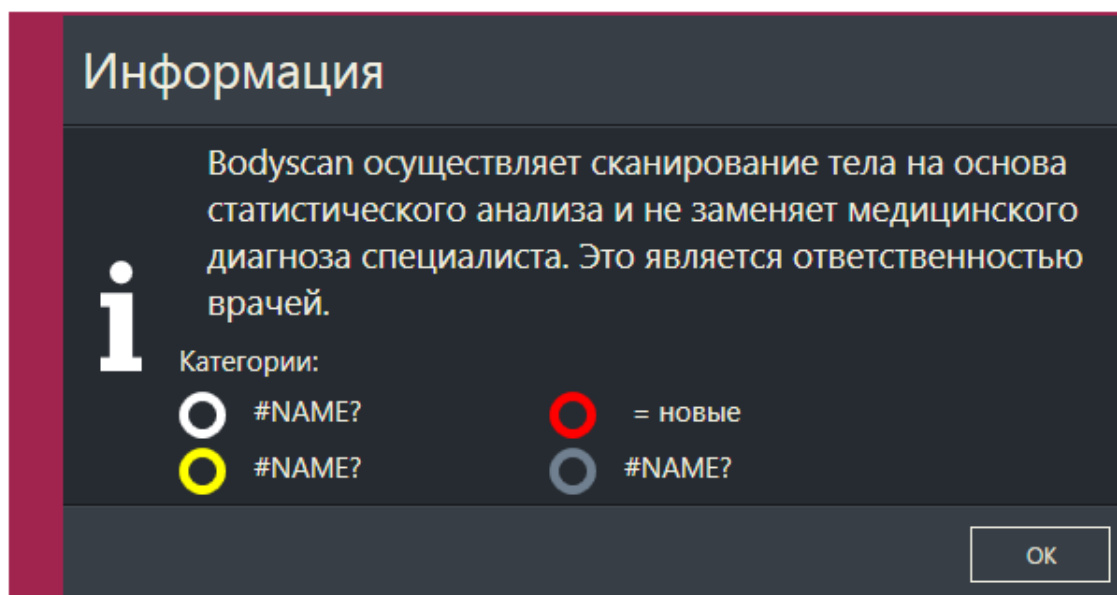 Информация
Bodyscan осуществляет сканирование тела на основа
статистического анализа и не заменяет медицинского
диагноза специалиста. Это является ответственностью
врачей.
Категории:
#NAME? = новые
#NAME? #NAME?
ОК